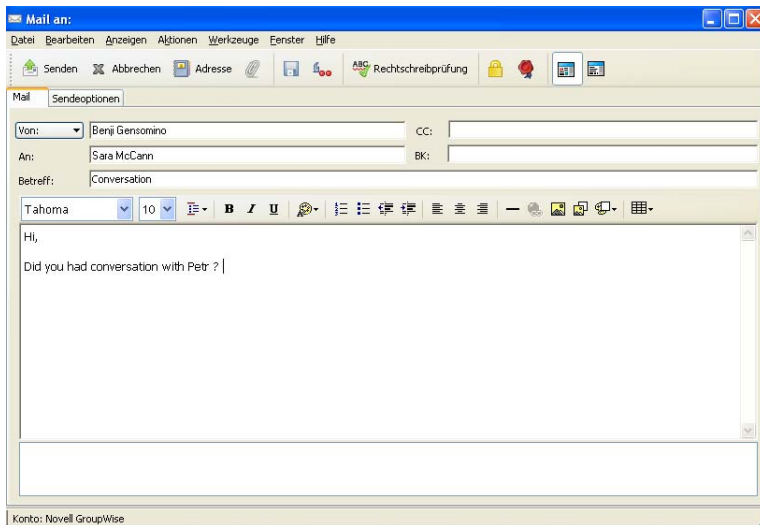 Mail an:
Datei Bearbeiten Anzeigen Aktionen Werkzeuge Fenster Hilfe
Senden Abbrechen Adresse ABC Rechtschreibprüfung
Mail Sendeoptionen
Von: Benji Gensomino CC:
An: Sara McCann BK:
Betreff: Conversation
Tahoma 10 B I U
Hi,
Did you had conversation with Petr ?
Konto: Novell GroupWise